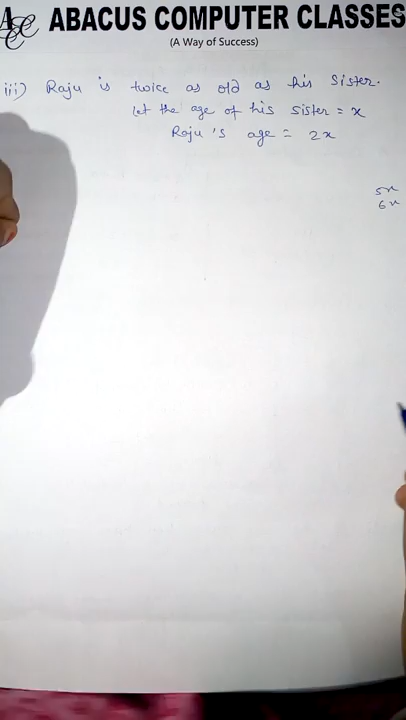 ACC ABACUS COMPUTER CLASSES
(A Way of Success)
iii) Raju is twice as old as his Sister.
let the age of his sister = x
Raju's age = 2x
5x
6x